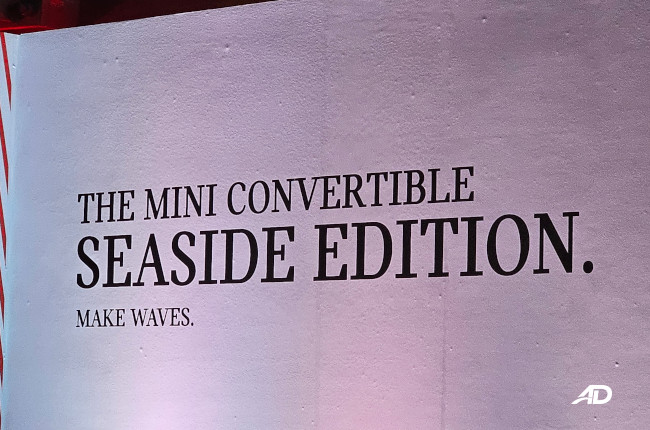 THE MINI CONVERTIBLE
SEASIDE EDITION.
MAKE WAVES.
AD